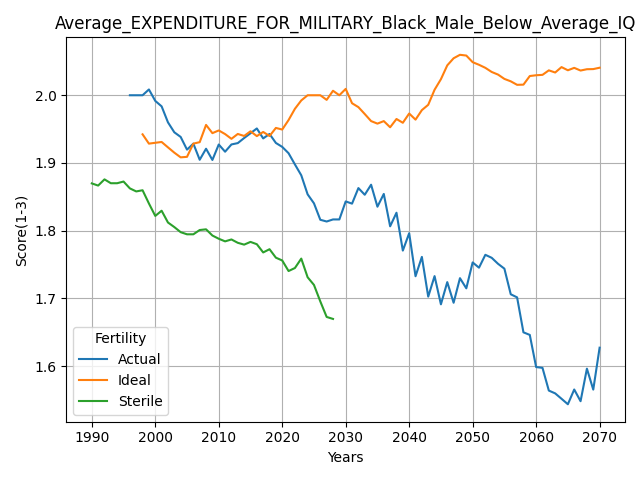 Average_EXPENDITURE_FOR_MILITARY_Black_Male_Below_Average_IQ
Score(1-3)
2.0
1.9
1.8
1.7
1.6
Fertility
Actual
Ideal
Sterile
1990 2000 2010 2020 2030 2040 2050 2060 2070
Years